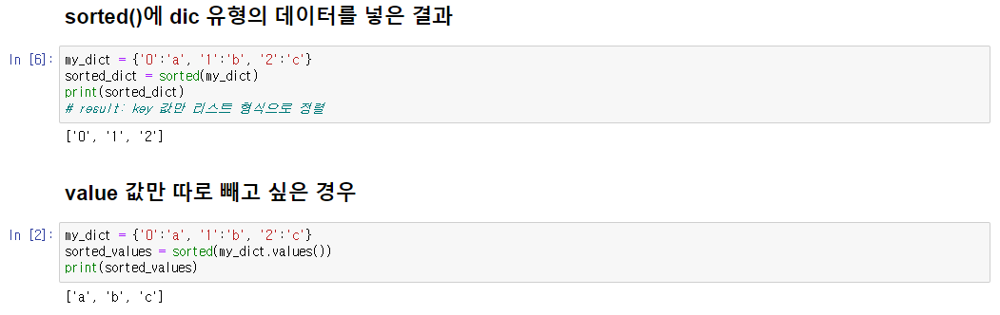 sorted()에 dic 유형의 데이터를 넣은 결과
In [6]: my_dict = {'0':'a', '1':'b', '2':'c'}
sorted_dict = sorted(my_dict)
print(sorted_dict)
# result: key 값만 리스트 형식으로 정렬
['0', '1', '2']
value 값만 따로 빼고 싶은 경우
In [2]: my_dict = {'0':'a', '1':'b', '2':'c'}
sorted_values = sorted(my_dict.values())
print(sorted_values)
['a', 'b', 'c']